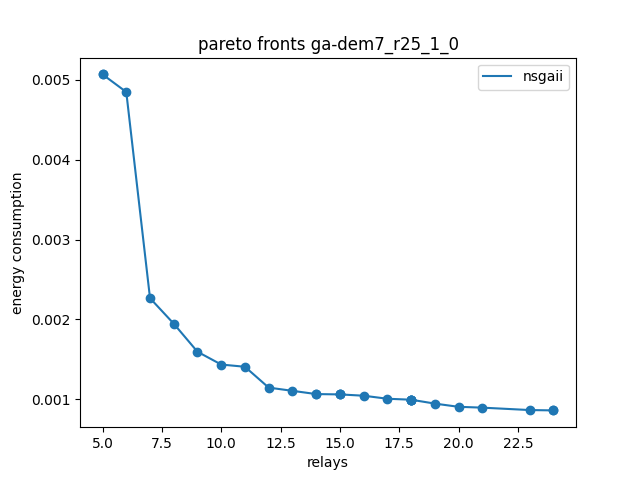 pareto fronts ga-dem7_r25_1_0
nsgaii
0.005
0.004
0.003
0.002
0.001
energy consumption
5.0 7.5 10.0 12.5 15.0 17.5 20.0 22.5
relays